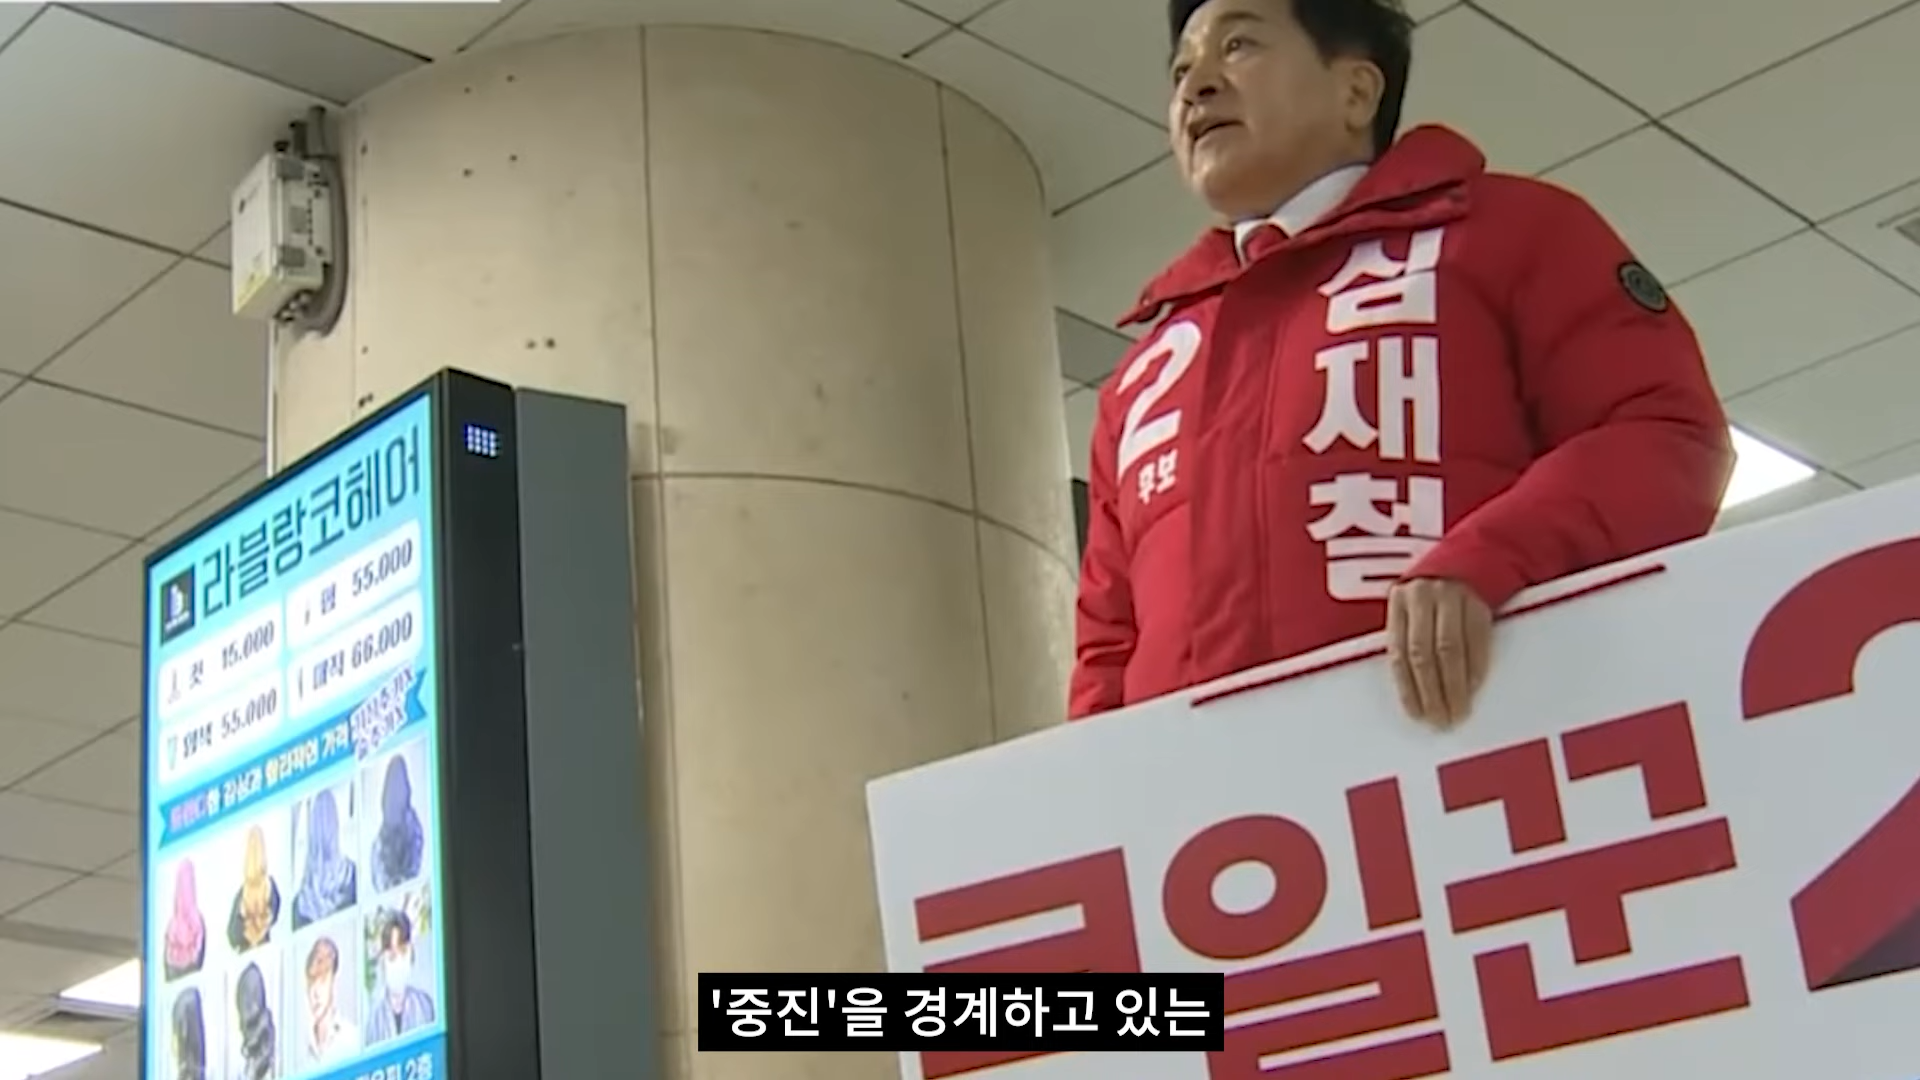 라블랑코헤어
컷 15.000
펌 55.000
염색 55.000
매직 66.000
심재철
2
후보
큰일꾼2
'중진'을 경계하고 있는